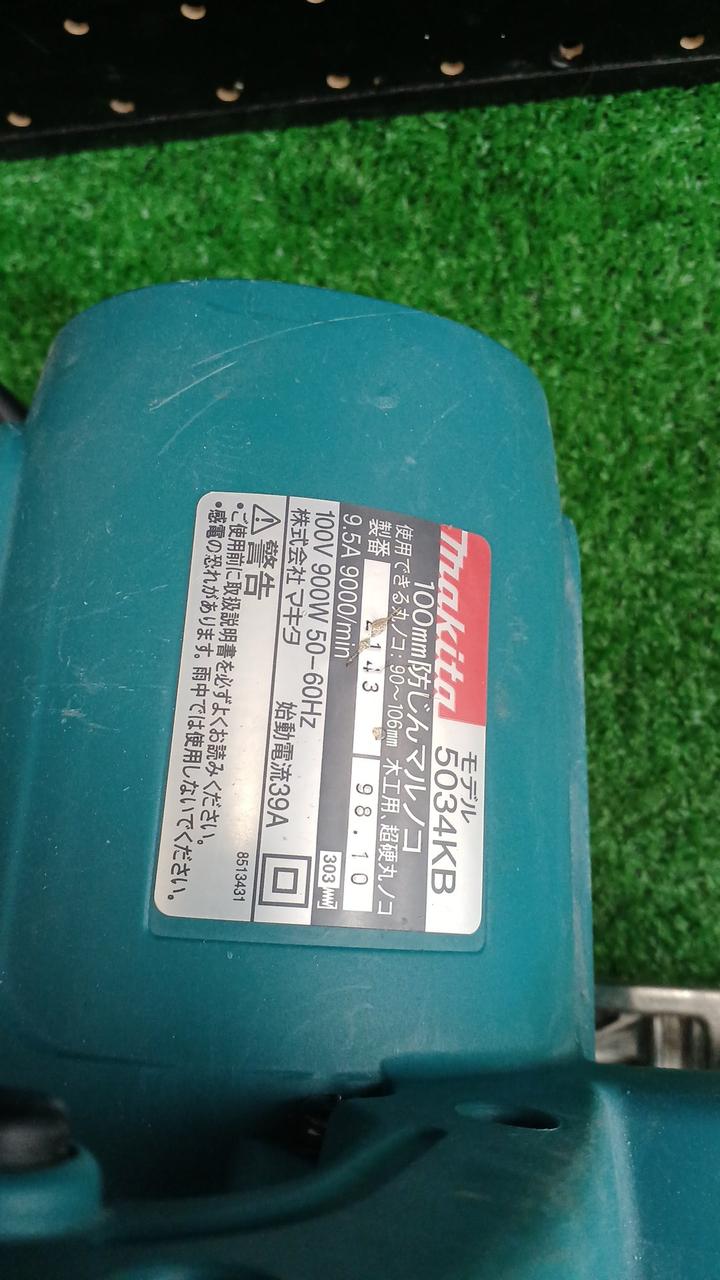 makita
モデル
5034KB
100mm防じんマルノコ
使用できる丸ノコ:90〜106mm 木工用、超硬丸ノコ
製番 143 98.10
9.5A 9000/min
100V 900W 50-60Hz
303
株式会社 マキタ 始動電流39A
⚠警告 8513431
・ご使用前に取扱説明書を必ずよくお読みください。
・感電の恐れがあります。雨中では使用しないでください。